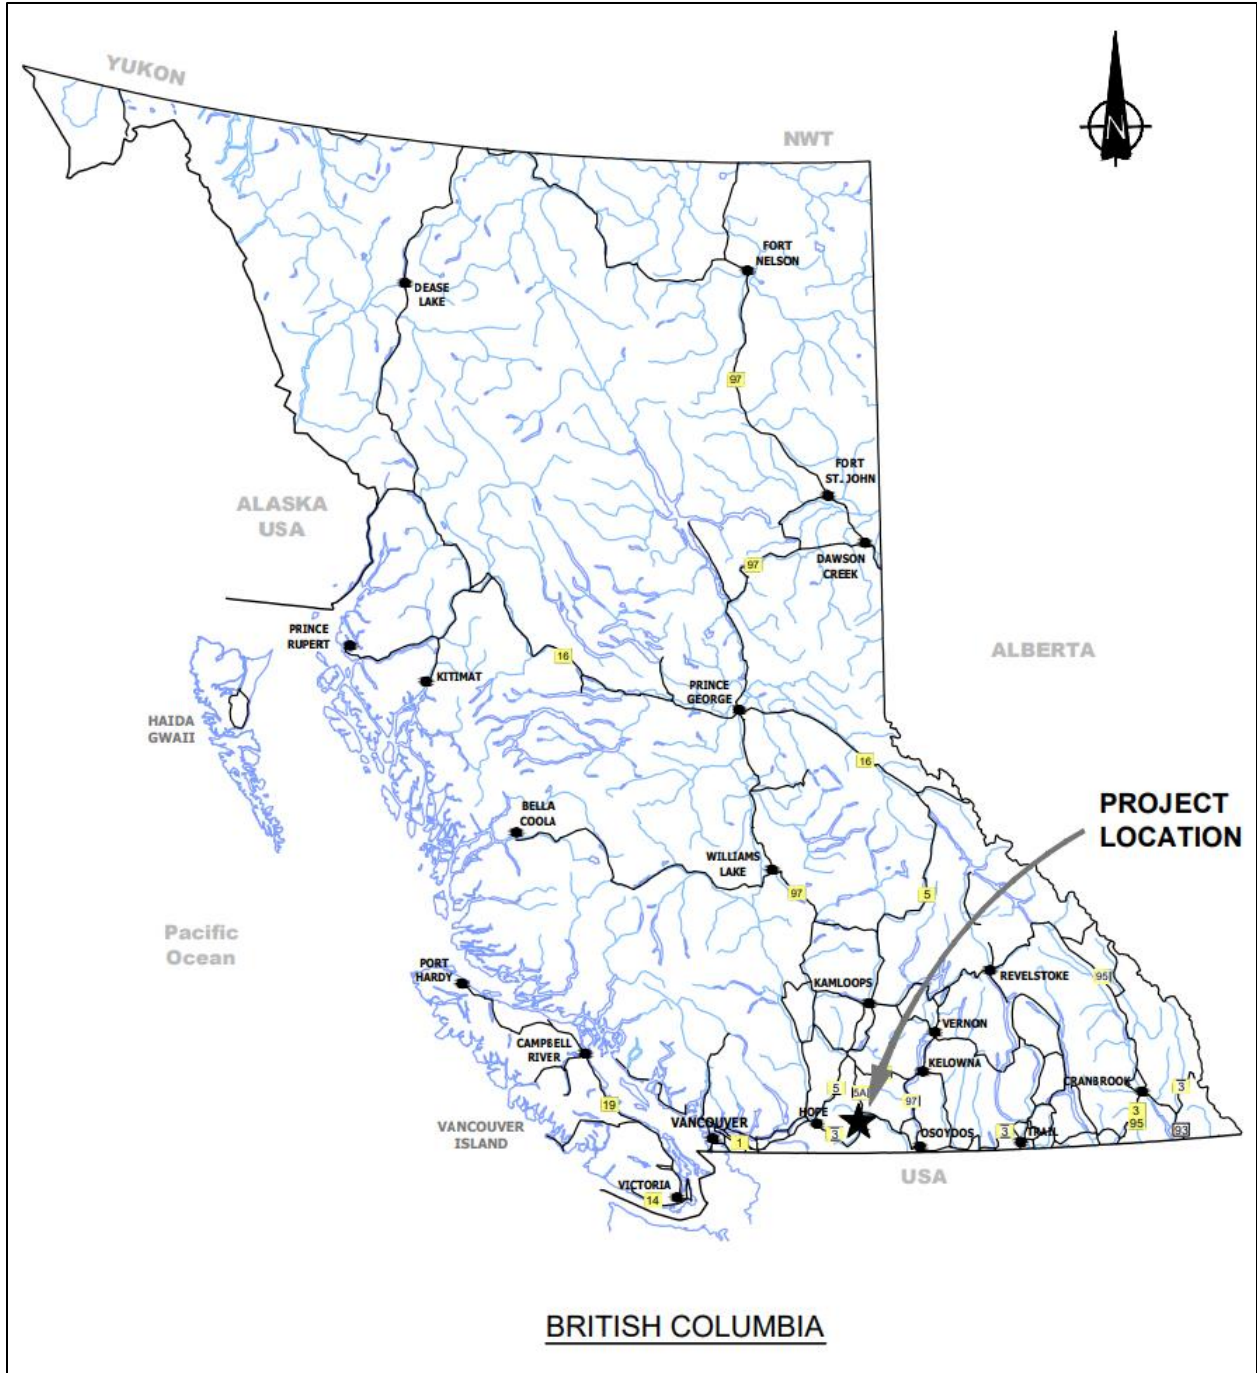 YUKON
NWT
N
FORT
NELSON
DEASE
LAKE
97
FORT
ST. JOHN
ALASKA
USA
DAWSON
CREEK
97
PRINCE
RUPERT
ALBERTA
16
KITIMAT
PRINCE
GEORGE
HAIDA
GWAII
16
PROJECT
LOCATION
BELLA
COOLA
WILLIAMS
LAKE
97
5
Pacific
Ocean
PORT
HARDY
REVELSTOKE
95
KAMLOOPS
VERNON
CAMPBELL
RIVER
KELOWNA
CRANBROOK
5
5A
97
3
19
HOPE
3
95
VANCOUVER
ISLAND
VANCOUVER
1
3
OSOYOOS
3
TRAIL
93
USA
VICTORIA
14
BRITISH COLUMBIA